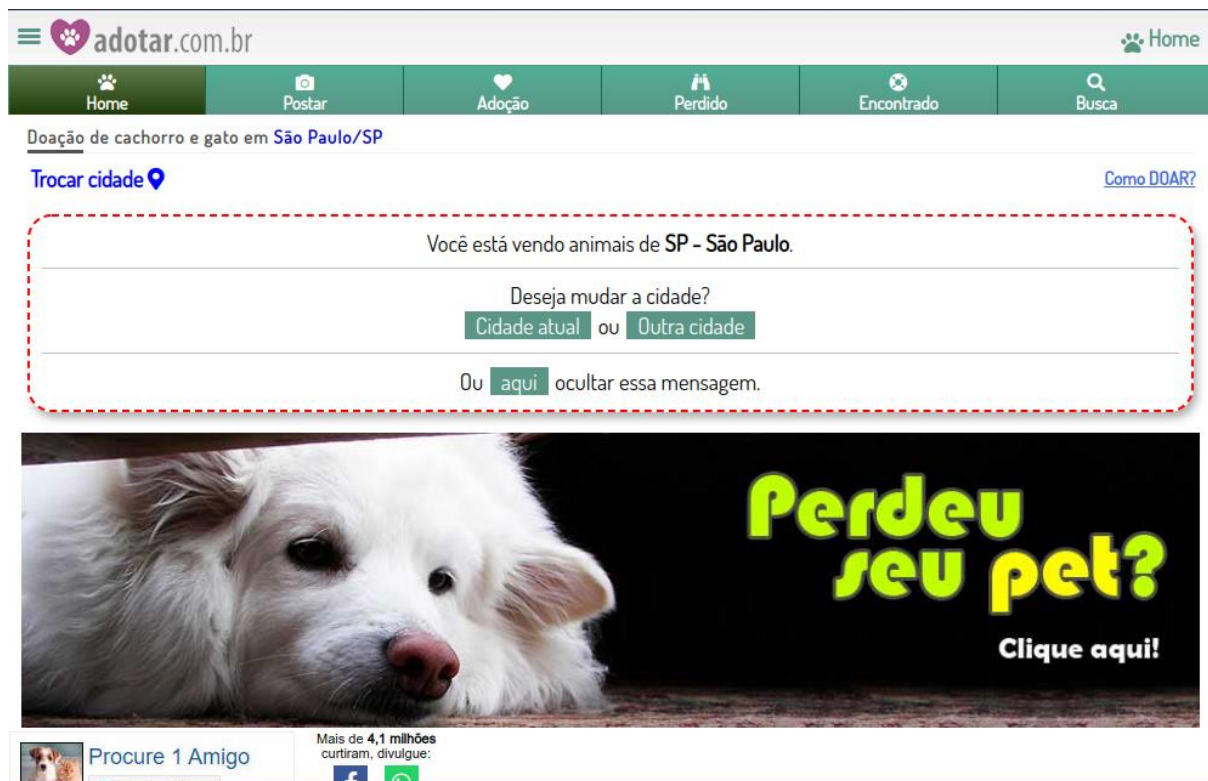 adotar.com.br
Home
Home
Postar
Adoção
Perdido
Encontrado
Busca
Doação de cachorro e gato em São Paulo/SP
Trocar cidade
Como DOAR?
Você está vendo animais de SP - São Paulo.
Deseja mudar a cidade?
Cidade atual ou Outra cidade
Ou aqui ocultar essa mensagem.
Perdeu
seu pet?
Clique aqui!
Procure 1 Amigo
Mais de 4,1 milhões
curtiram, divulgue: